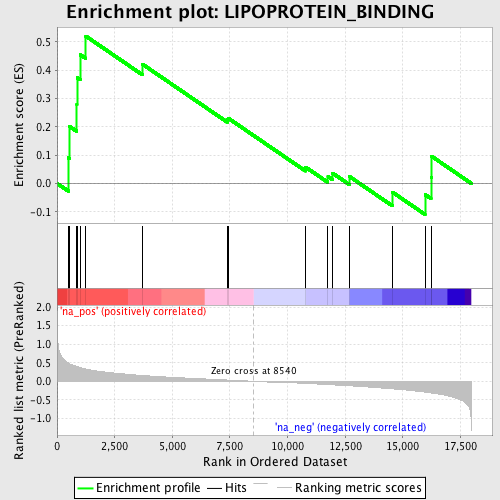 Enrichment plot: LIPOPROTEIN_BINDING
Enrichment score (ES)
0.5
0.4
0.3
0.2
0.1
0.0
-0.1
'na_pos' (positively correlated)
Ranked list metric (PreRanked)
2.0
1.5
1.0
0.5
0.0
-0.5
-1.0
Zero cross at 8540
'na_neg' (negatively correlated)
0 2,500 5,000 7,500 10,000 12,500 15,000 17,500
Rank in Ordered Dataset
Enrichment profile Hits Ranking metric scores